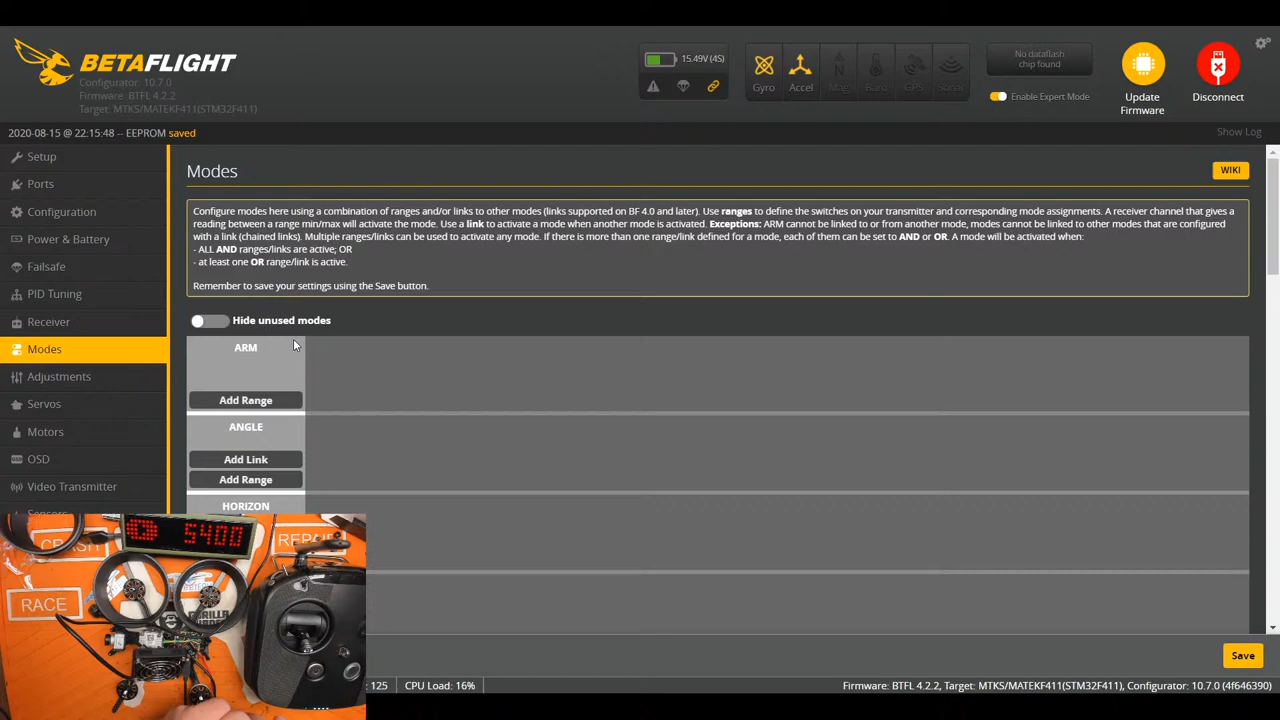 BETAFLIGHT
Configurator: 10.7.0
Firmware: BTFL 4.2.2
Target: MTKS/MATEKF411(STM32F411)
15.49V (4S)
Gyro
Accel
Mag
Baro
GPS
Sonar
No dataflash
chip found
Enable Expert Mode
Update
Firmware
Disconnect
2020-08-15 @ 22:15:48 -- EEPROM saved
Show Log
Setup
Ports
Configuration
Power & Battery
Failsafe
PID Tuning
Receiver
Modes
Adjustments
Servos
Motors
OSD
Video Transmitter
Sensors
Modes
WIKI
Configure modes here using a combination of ranges and/or links to other modes (links supported on BF 4.0 and later). Use ranges to define the switches on your transmitter and corresponding mode assignments. A receiver channel that gives a
reading between a range min/max will activate the mode. Use a link to activate a mode when another mode is activated. Exceptions: ARM cannot be linked to or from another mode, modes cannot be linked to other modes that are configured
with a link (chained links). Multiple ranges/links can be used to activate any mode. If there is more than one range/link defined for a mode, each of them can be set to AND or OR. A mode will be activated when:
- ALL AND ranges/links are active; OR
- at least one OR range/link is active.
Remember to save your settings using the Save button.
Hide unused modes
ARM
Add Range
ANGLE
Add Link
Add Range
HORIZON
CRASH
5400
REPAIR
RACE
Save
: 125
CPU Load: 16%
Firmware: BTFL 4.2.2, Target: MTKS/MATEKF411(STM32F411), Configurator: 10.7.0 (4f646390)